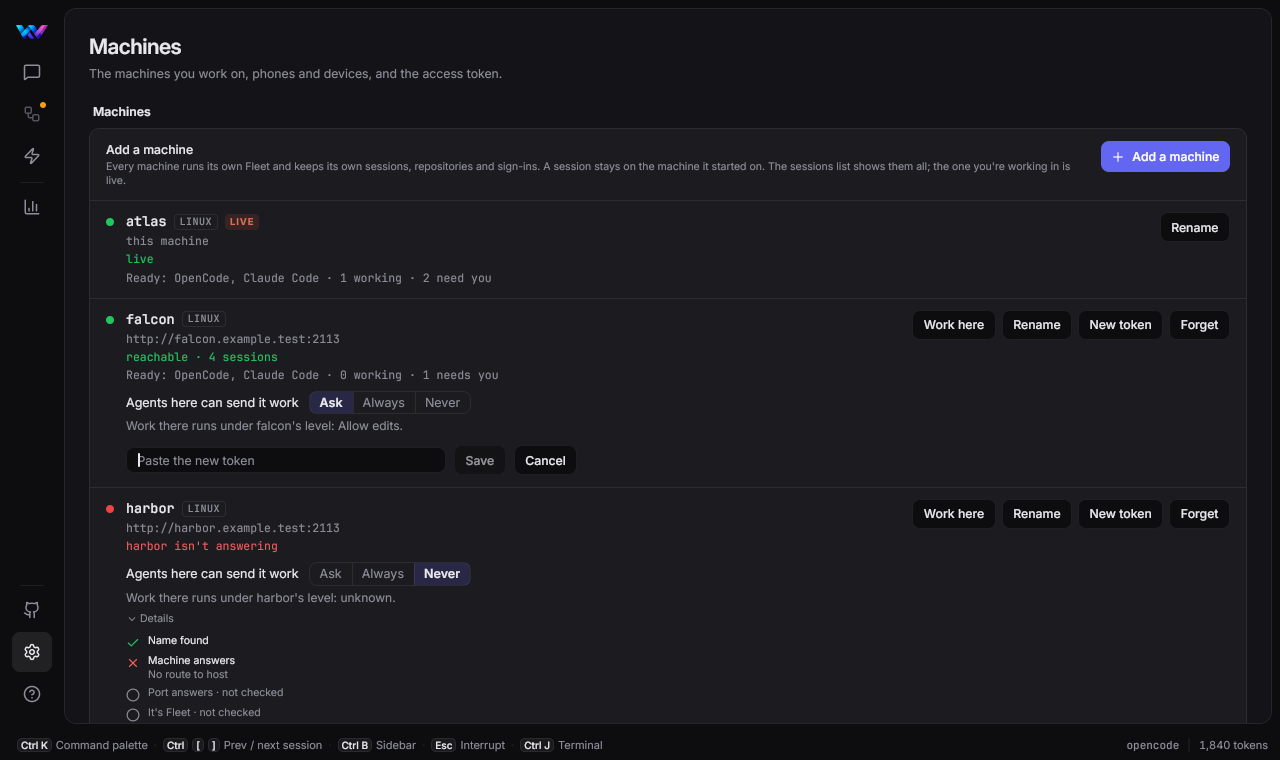 Machines
The machines you work on, phones and devices, and the access token.
Machines
Add a machine
Every machine runs its own Fleet and keeps its own sessions, repositories and sign-ins. A session stays on the machine it started on. The sessions list shows them all; the one you're working in is
live.
Add a machine
atlas LINUX LIVE
Rename
this machine
live
Ready: OpenCode, Claude Code · 1 working · 2 need you
falcon LINUX
Work here Rename New token Forget
http://falcon.example.test:2113
reachable · 4 sessions
Ready: OpenCode, Claude Code · 0 working · 1 needs you
Agents here can send it work Ask Always Never
Work there runs under falcon's level: Allow edits.
Paste the new token Save Cancel
harbor LINUX
Work here Rename New token Forget
http://harbor.example.test:2113
harbor isn't answering
Agents here can send it work Ask Always Never
Work there runs under harbor's level: unknown.
Details
Name found
Machine answers
No route to host
Port answers · not checked
It's Fleet · not checked
Ctrl K Command palette · Ctrl [ ] Prev / next session · Ctrl B Sidebar · Esc Interrupt · Ctrl J Terminal
opencode 1,840 tokens